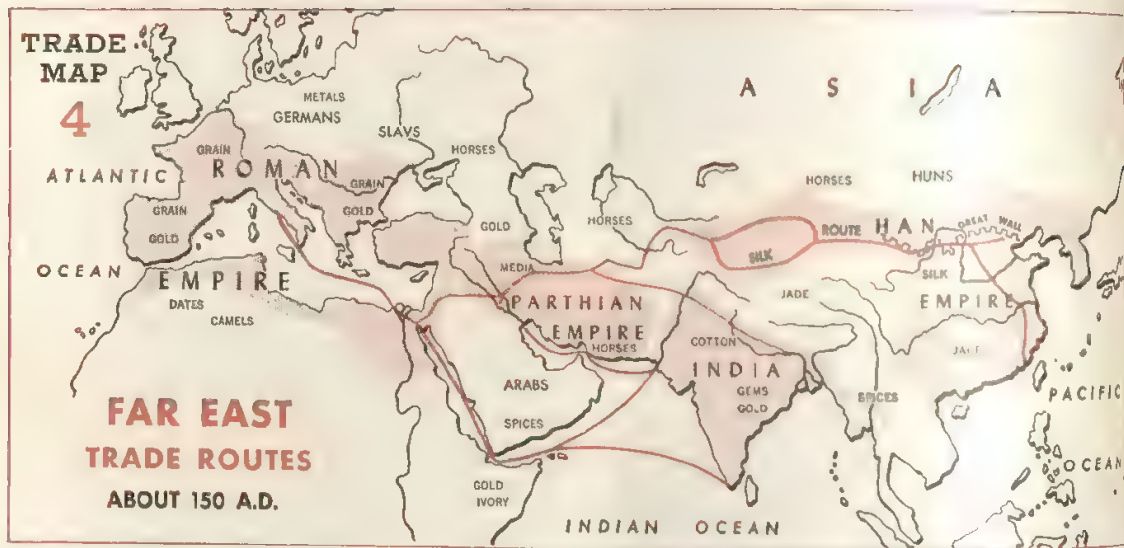 TRADE
MAP
4
ASIA
METALS
GERMANS
SLAVS
GRAIN
HORSES
ROMAN
ATLANTIC
HORSES
HUNS
GRAIN
GRAIN
GOLD
GOLD
HORSES
ROUTE
HAN
GREAT WALL
GOLD
SILK
OCEAN
EMPIRE
MEDIA
SILK
DATES
CAMELS
PARTHIAN
EMPIRE
JADE
EMPIRE
HORSES
COTTON
INDIA
ARABS
GEMS
GOLD
SPICES
PACIFIC
SPICES
FAR EAST
TRADE ROUTES
ABOUT 150 A.D.
GOLD
IVORY
OCEAN
INDIAN OCEAN